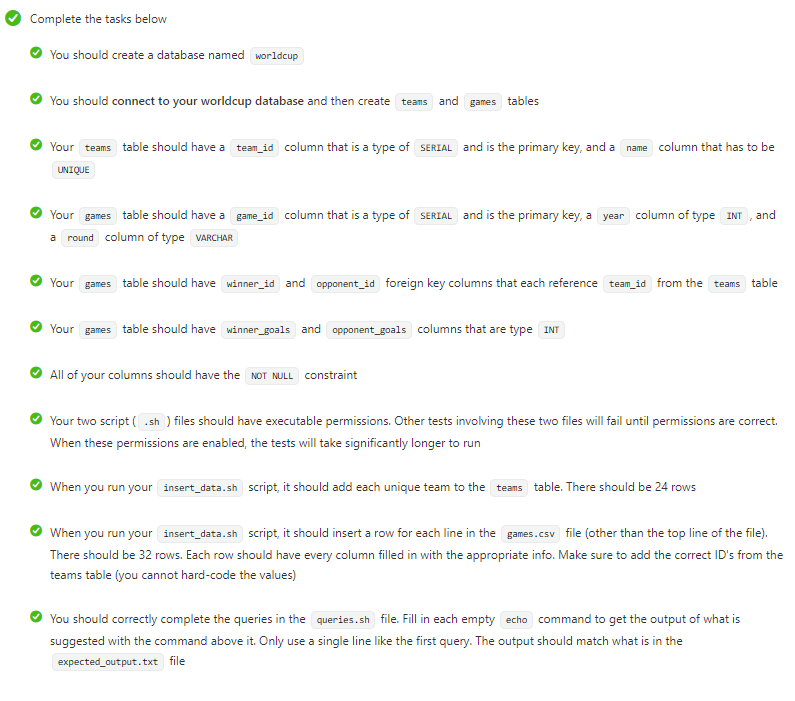 Complete the tasks below
You should create a database named worldcup
You should connect to your worldcup database and then create teams and games tables
Your teams table should have a team_id column that is a type of SERIAL and is the primary key, and a name column that has to be
UNIQUE
Your games table should have a game_id column that is a type of SERIAL and is the primary key, a year column of type INT , and
a round column of type VARCHAR
Your games table should have winner_id and opponent_id foreign key columns that each reference team_id from the teams table
Your games table should have winner_goals and opponent_goals columns that are type INT
All of your columns should have the NOT NULL constraint
Your two script ( .sh ) files should have executable permissions. Other tests involving these two files will fail until permissions are correct.
When these permissions are enabled, the tests will take significantly longer to run
When you run your insert_data.sh script, it should add each unique team to the teams table. There should be 24 rows
When you run your insert_data.sh script, it should insert a row for each line in the games.csv file (other than the top line of the file).
There should be 32 rows. Each row should have every column filled in with the appropriate info. Make sure to add the correct ID's from the
teams table (you cannot hard-code the values)
You should correctly complete the queries in the queries.sh file. Fill in each empty echo command to get the output of what is
suggested with the command above it. Only use a single line like the first query. The output should match what is in the
expected_output.txt file